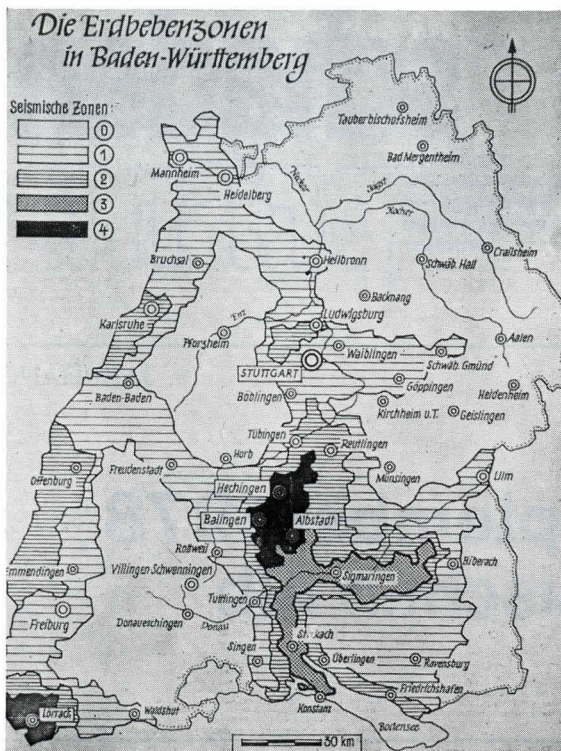 Die Erdbebenzonen
in Baden-Württemberg
Seismische Zonen:
0
1
2
3
4
Tauberbischofsheim
Bad Mergentheim
Mannheim
Heidelberg
Neckar
Jagst
Kocher
Crailsheim
Bruchsal
Heilbronn
Schwäb. Hall
Backnang
Karlsruhe
Enz
Ludwigsburg
Pforzheim
Waiblingen
Aalen
STUTTGART
Schwäb. Gmünd
Göppingen
Heidenheim
Baden-Baden
Böblingen
Kirchheim u.T.
Geislingen
Tübingen
Reutlingen
Horb
Offenburg
Freudenstadt
Münsingen
Ulm
Hechingen
Balingen
Albstadt
Rottweil
Biberach
Emmendingen
Villingen-Schwenningen
Sigmaringen
Tuttlingen
Freiburg
Donaueschingen
Donau
Stockach
Singen
Überlingen
Ravensburg
Friedrichshafen
Lörrach
Waldshut
Konstanz
Bodensee
30 km